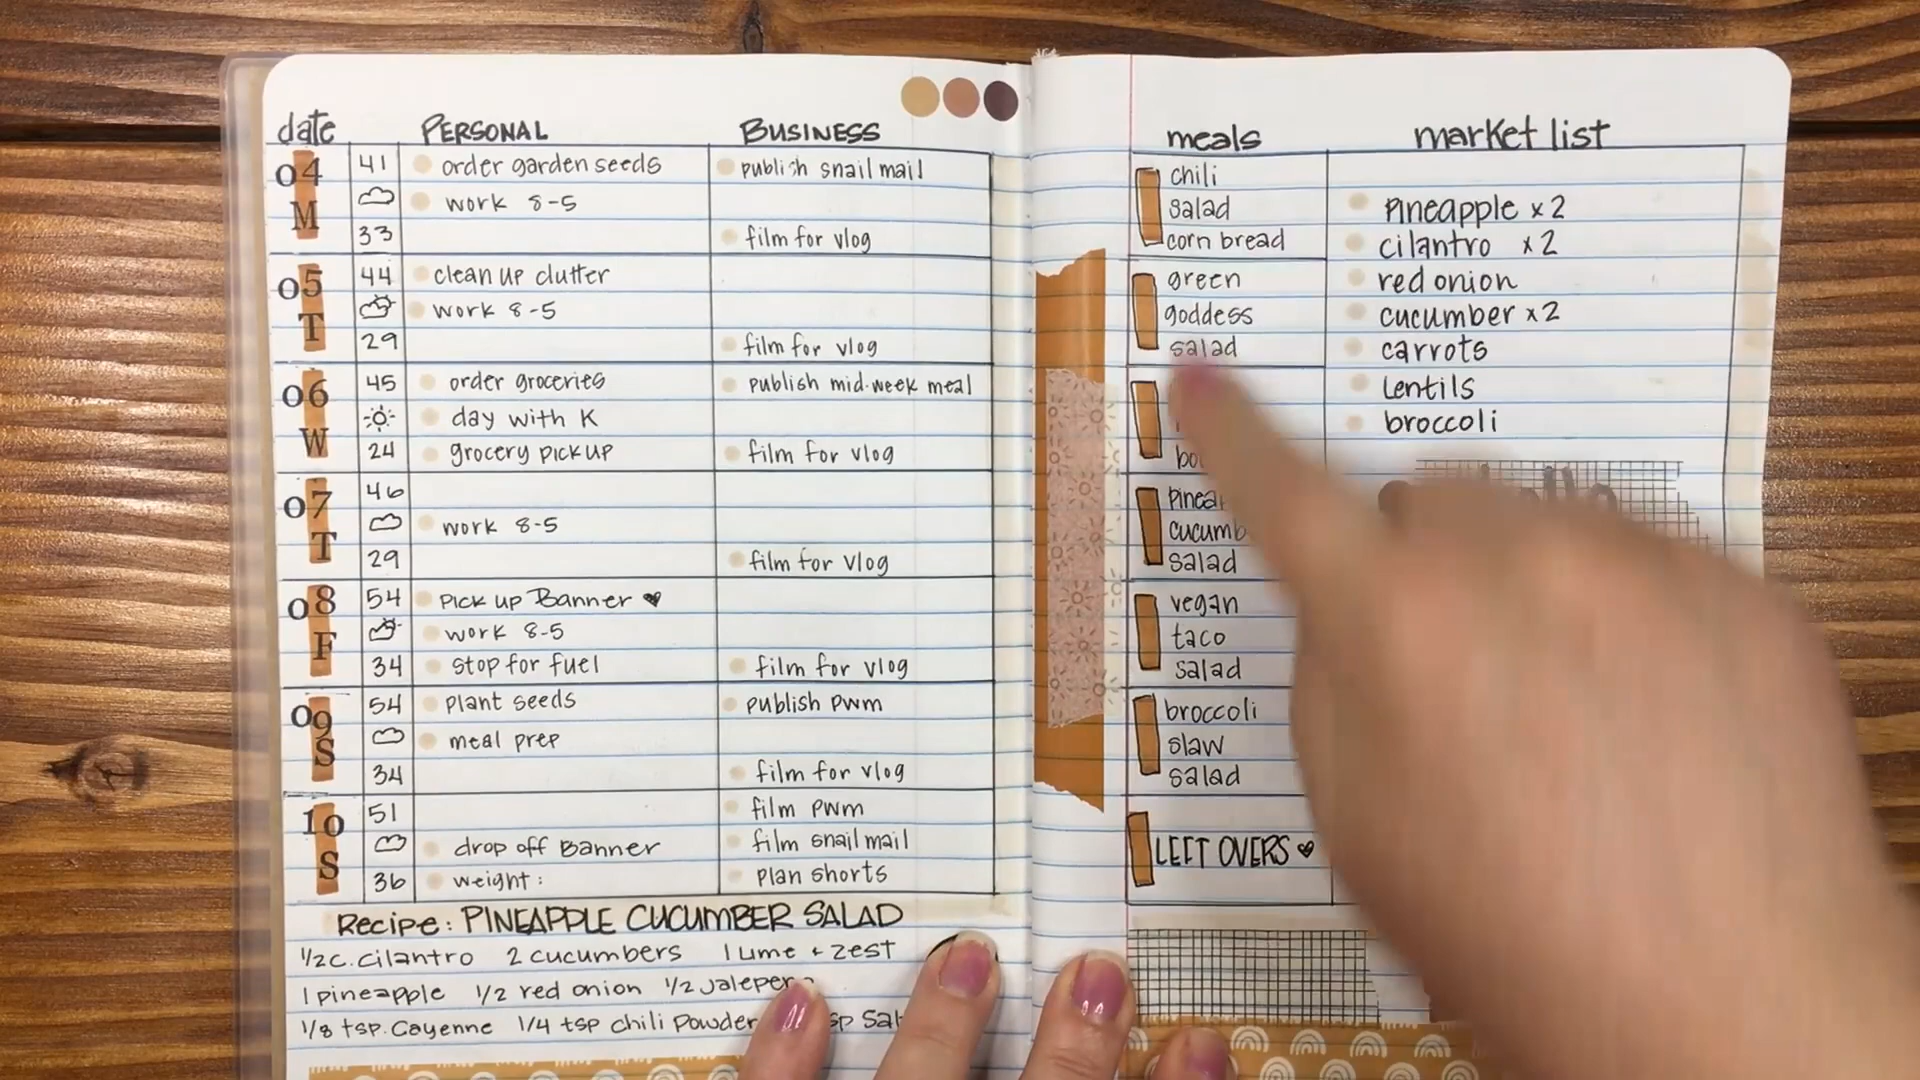 date PERSONAL BUSINESS
04 M
41
33
order garden seeds
work 8-5
publish snail mail
film for vlog
05 T
44
29
clean up clutter
work 8-5
film for vlog
06 W
45
24
order groceries
day with K
grocery pick up
publish mid-week meal
film for vlog
07 T
46
29
work 8-5
film for vlog
08 F
54
34
Pick up Banner ♥
work 8-5
stop for fuel
film for vlog
09 S
54
34
plant seeds
meal prep
publish pwm
film for vlog
10 S
51
36
drop off Banner
weight:
film pwm
film snail mail
plan shorts
Recipe: PINEAPPLE CUCUMBER SALAD
1/2 c. cilantro 2 cucumbers 1 lime + zest
1 pineapple 1/2 red onion 1/2 Jaleper
1/8 tsp. Cayenne 1/4 tsp chili Powder
meals
chili
salad
corn bread
green
goddess
salad
salad
vegan
taco
salad
broccoli
slaw
salad
LEFT OVERS ♥
market list
pineapple x2
cilantro x2
red onion
cucumber x2
carrots
lentils
broccoli